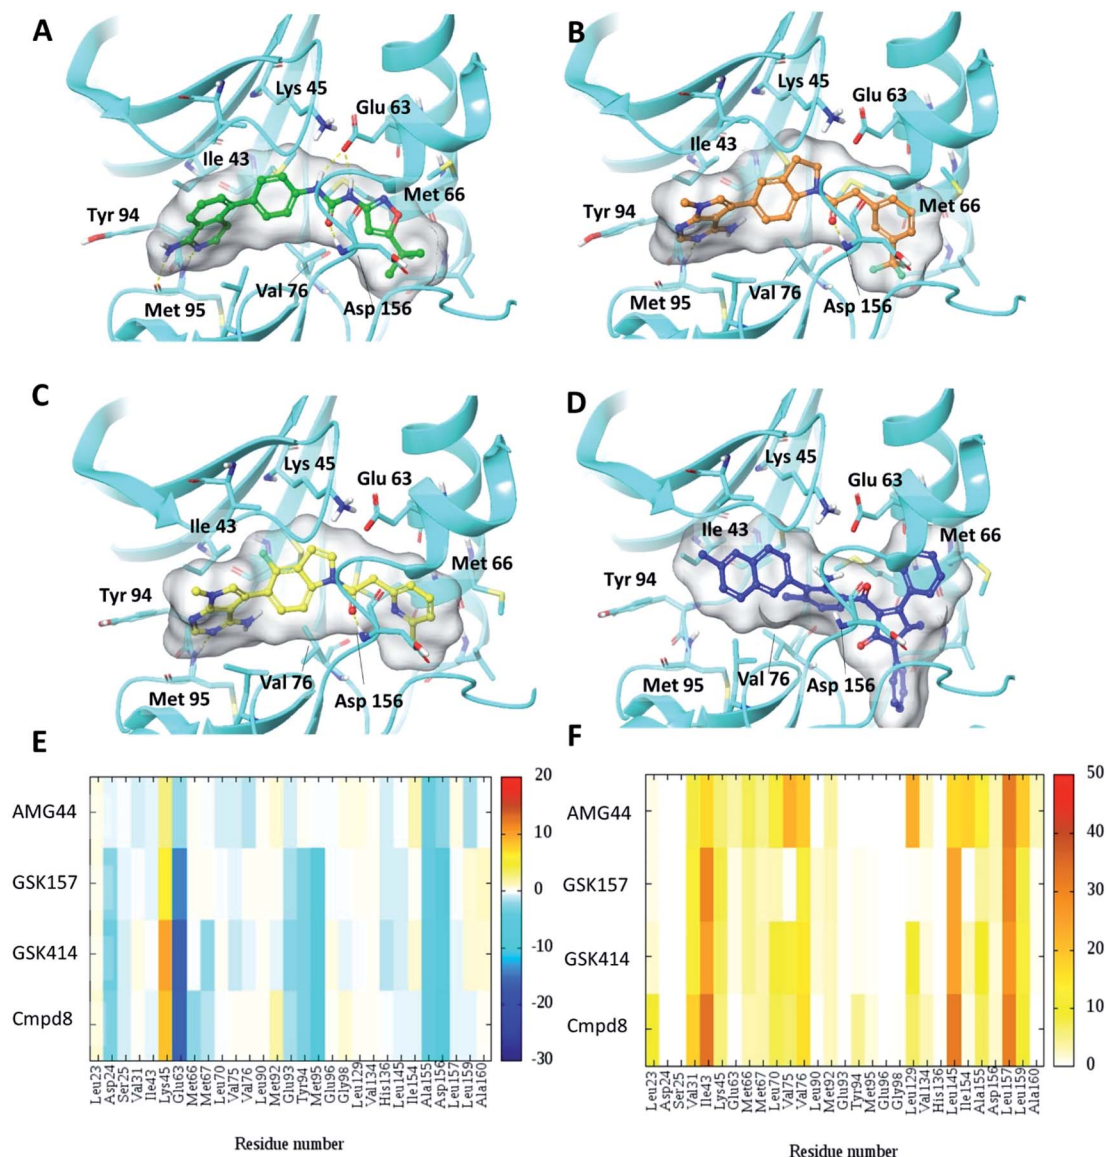 A
Lys 45
Glu 63
Ile 43
Met 66
Tyr 94
Met 95
Val 76
Asp 156
B
Lys 45
Glu 63
Ile 43
Met 66
Tyr 94
Met 95
Val 76
Asp 156
C
Lys 45
Glu 63
Ile 43
Met 66
Tyr 94
Met 95
Val 76
Asp 156
D
Lys 45
Glu 63
Ile 43
Met 66
Tyr 94
Met 95
Val 76
Asp 156
E
AMG44
GSK157
GSK414
Cmpd8
20
10
0
-10
-20
-30
Leu23
Asp24
Ser25
Val31
Ile43
Lys45
Glu63
Met66
Met67
Leu70
Val75
Val76
Leu90
Met92
Glu93
Tyr94
Met95
Glu96
Gly98
Leu129
Val134
His136
Leu145
Ile154
Ala155
Asp156
Leu157
Leu159
Ala160
Residue number
F
AMG44
GSK157
GSK414
Cmpd8
50
40
30
20
10
0
Leu23
Asp24
Ser25
Val31
Ile43
Lys45
Glu63
Met66
Met67
Leu70
Val75
Val76
Leu90
Met92
Glu93
Tyr94
Met95
Glu96
Gly98
Leu129
Val134
His136
Leu145
Ile154
Ala155
Asp156
Leu157
Leu159
Ala160
Residue number